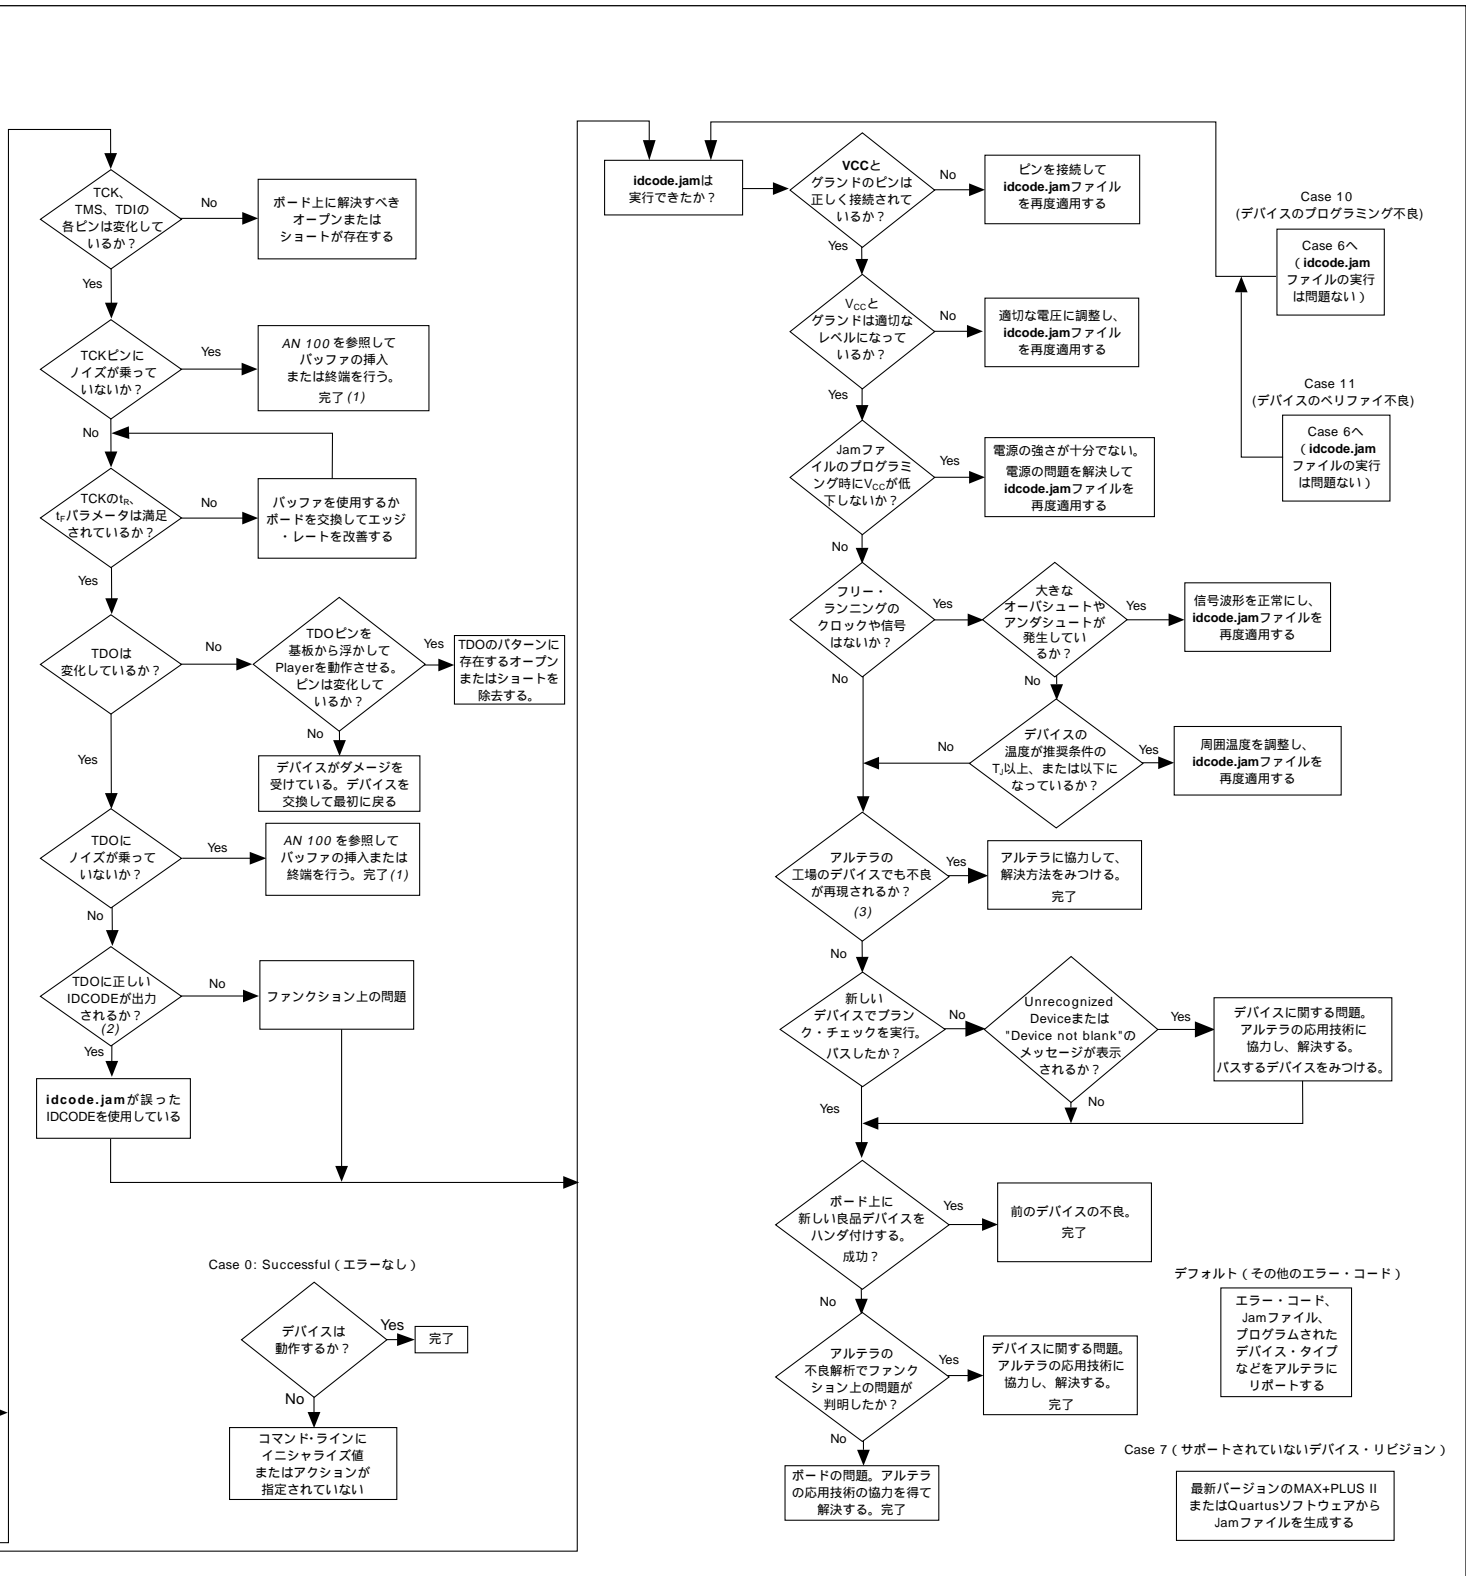 TCK、
TMS、TDIの
各ピンは変化して
いるか？
No
ボード上に解決すべき
オープンまたは
ショートが存在する
Yes
TCKピンに
ノイズが乗って
いないか？
Yes
AN 100 を参照して
バッファの挿入
または終端を行う。
完了(1)
No
TCKのtR、
tFパラメータは満足
されているか？
No
バッファを使用するか
ボードを交換してエッジ
・レートを改善する
Yes
TDOは
変化しているか？
No
TDOピンを
基板から浮かして
Playerを動作させる。
ピンは変化して
いるか？
Yes
TDOのパターンに
存在するオープン
またはショートを
除去する。
No
デバイスがダメージを
受けている。デバイスを
交換して最初に戻る
Yes
TDOに
ノイズが乗って
いないか？
Yes
AN 100 を参照して
バッファの挿入または
終端を行う。完了(1)
No
TDOに正しい
IDCODEが出力
されるか？
(2)
No
ファンクション上の問題
Yes
idcode.jamが誤った
IDCODEを使用している
Case 0: Successful ( エラーなし )
デバイスは
動作するか？
Yes
完了
No
コマンド･ラインに
イニシャライズ値
またはアクションが
指定されていない
idcode.jamは
実行できたか？
VCCと
グランドのピンは
正しく接続されて
いるか？
No
ピンを接続して
idcode.jamファイル
を再度適用する
Yes
VCCと
グランドは適切な
レベルになって
いるか？
No
適切な電圧に調整し、
idcode.jamファイル
を再度適用する
Yes
Jamファ
イルのプログラミ
ング時にVCCが低
下しないか？
Yes
電源の強さが十分でない。
電源の問題を解決して
idcode.jamファイルを
再度適用する
No
フリー・
ランニングの
クロックや信号
はないか？
Yes
大きな
オーバシュートや
アンダシュートが
発生してい
るか？
Yes
信号波形を正常にし、
idcode.jamファイルを
再度適用する
No
No
デバイスの
温度が推奨条件の
TJ以上、または以下に
なっているか？
Yes
周囲温度を調整し、
idcode.jamファイルを
再度適用する
No
アルテラの
工場のデバイスでも不良
が再現されるか？
(3)
Yes
アルテラに協力して、
解決方法をみつける。
完了
No
新しい
デバイスでブラン
ク・チェックを実行。
パスしたか？
No
Unrecognized
Deviceまたは
"Device not blank"の
メッセージが表示
されるか？
Yes
デバイスに関する問題。
アルテラの応用技術に
協力し、解決する。
パスするデバイスをみつける。
No
Yes
ボード上に
新しい良品デバイスを
ハンダ付けする。
成功？
Yes
前のデバイスの不良。
完了
No
アルテラの
不良解析でファンク
ション上の問題が
判明したか？
Yes
デバイスに関する問題。
アルテラの応用技術に
協力し、解決する。
完了
No
ボードの問題。アルテラ
の応用技術の協力を得て
解決する。完了
Case 10
(デバイスのプログラミング不良)
Case 6へ
( idcode.jam
ファイルの実行
は問題ない )
Case 11
(デバイスのベリファイ不良)
Case 6へ
( idcode.jam
ファイルの実行
は問題ない )
デフォルト ( その他のエラー・コード )
エラー・コード、
Jamファイル、
プログラムされた
デバイス・タイプ
などをアルテラに
リポートする
Case 7 ( サポートされていないデバイス・リビジョン )
最新バージョンのMAX+PLUS II
またはQuartusソフトウェアから
Jamファイルを生成する